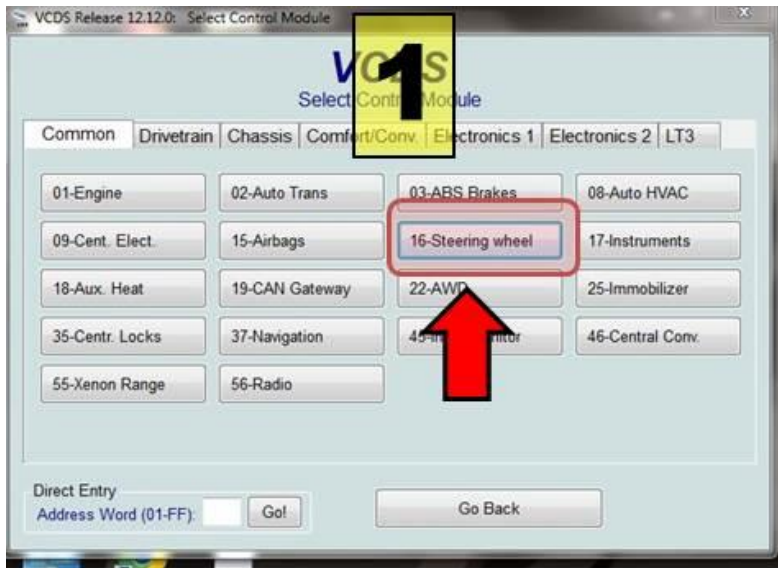 VCDS Release 12.12.0: Select Control Module
VCDS
1
Select Control Module
Common Drivetrain Chassis Comfort/Conv. Electronics 1 Electronics 2 LT3
01-Engine 02-Auto Trans 03-ABS Brakes 08-Auto HVAC
09-Cent. Elect. 15-Airbags 16-Steering wheel 17-Instruments
18-Aux. Heat 19-CAN Gateway 22-AWD 25-Immobilizer
35-Centr. Locks 37-Navigation 46-Central Conv.
55-Xenon Range 56-Radio
Direct Entry
Address Word (01-FF): Go! Go Back